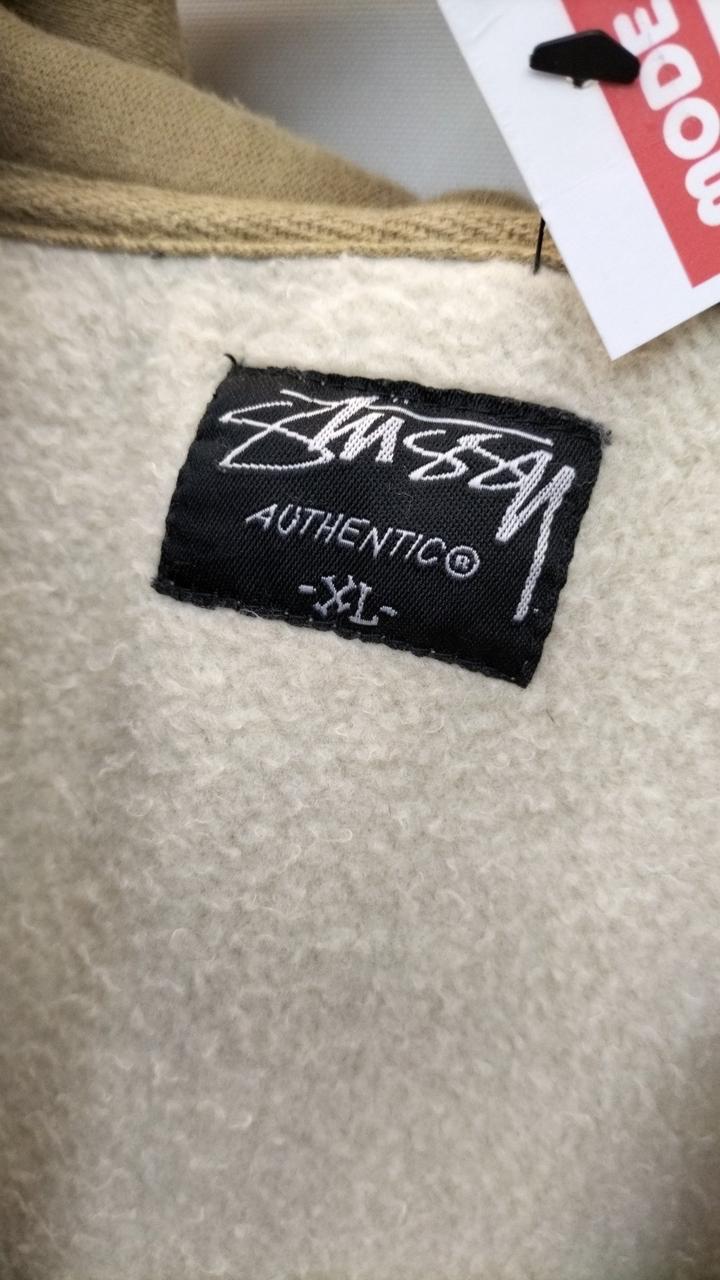 MODE
Stüssy
AUTHENTIC®
-XL-